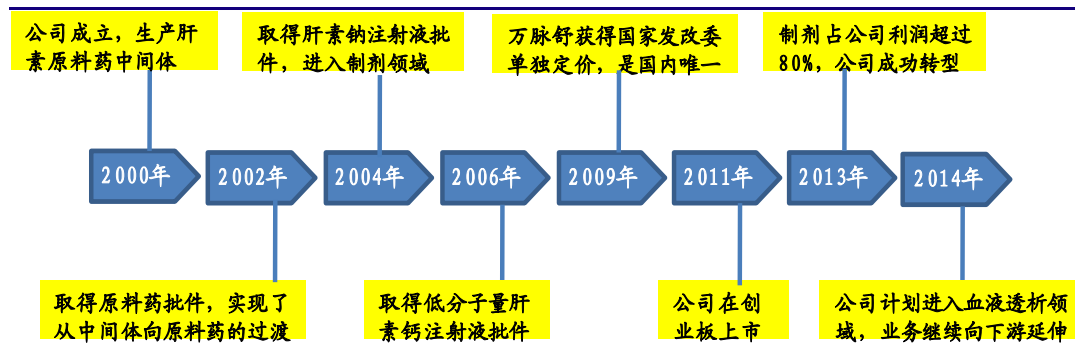 公司成立，生产肝
素原料药中间体
取得肝素钠注射液批
件，进入制剂领域
万脉舒获得国家发改委
单独定价，是国内唯一
制剂占公司利润超过
80%，公司成功转型
2000年
2002年
2004年
2006年
2009年
2011年
2013年
2014年
取得原料药批件，实现了
从中间体向原料药的过渡
取得低分子量肝
素钙注射液批件
公司在创
业板上市
公司计划进入血液透析领
域，业务继续向下游延伸